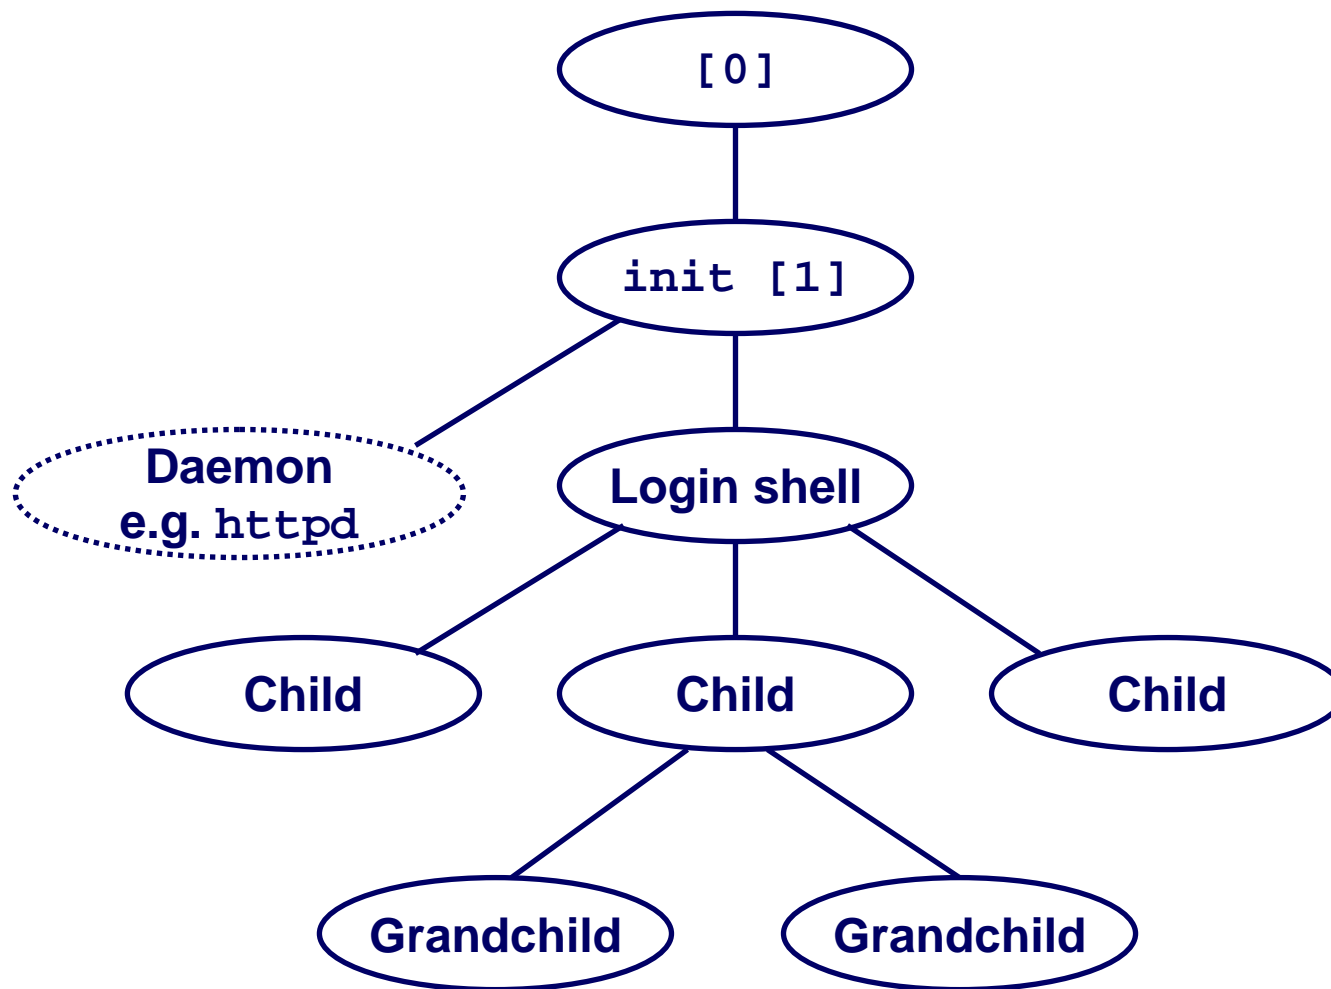 [0]
init [1]
Daemon
e.g. httpd
Login shell
Child
Child
Child
Grandchild
Grandchild